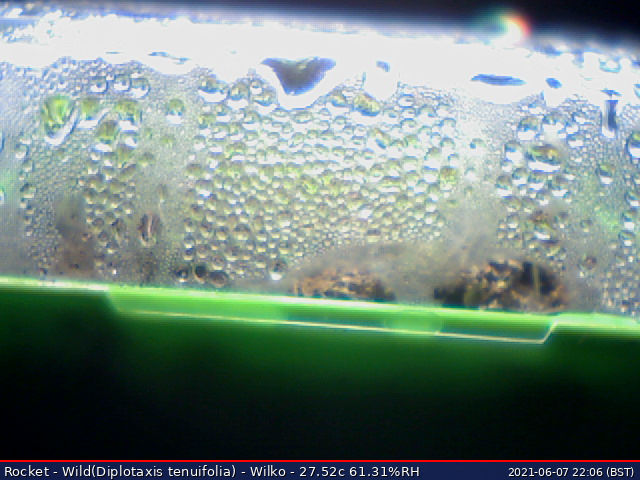 Rocket - Wild(Diplotaxis tenuifolia) - Wilko - 27.52c 61.31%RH 2021-06-07 22:06 (BST)